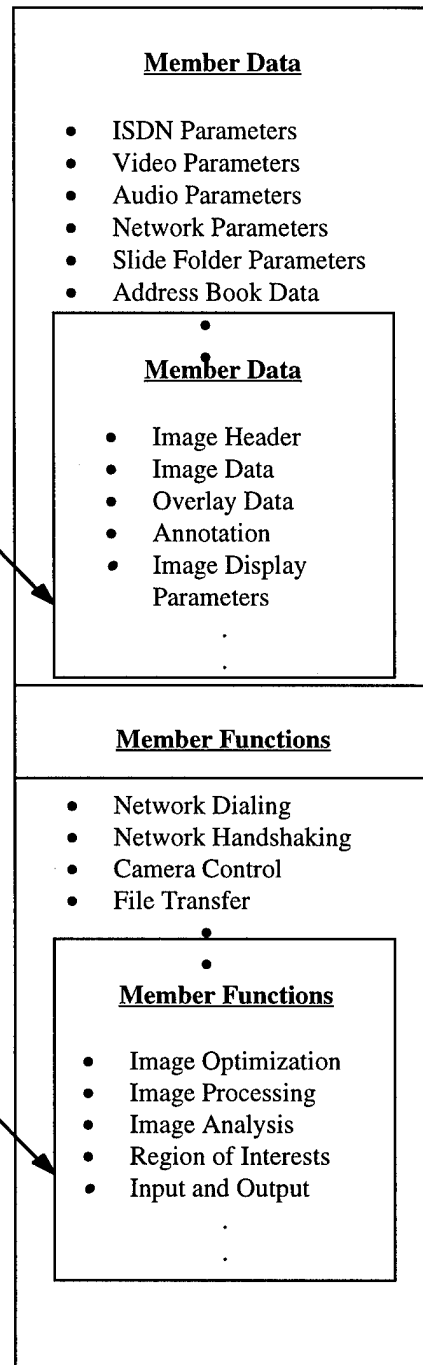 Member Data
• ISDN Parameters
• Video Parameters
• Audio Parameters
• Network Parameters
• Slide Folder Parameters
• Address Book Data
•
•
Member Data
• Image Header
• Image Data
• Overlay Data
• Annotation
• Image Display
Parameters
.
.
Member Functions
• Network Dialing
• Network Handshaking
• Camera Control
• File Transfer
•
•
Member Functions
• Image Optimization
• Image Processing
• Image Analysis
• Region of Interests
• Input and Output
.
.